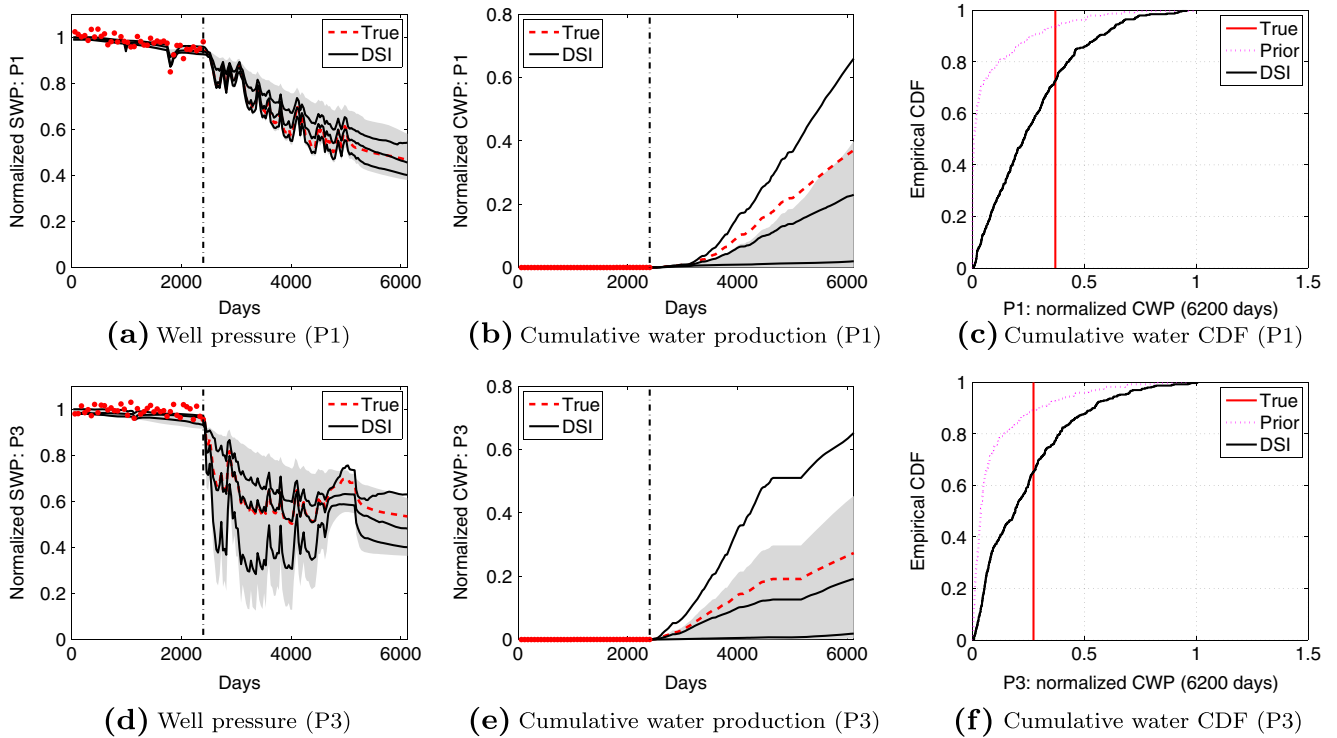 Normalized SWP: P1
1
0.8
0.6
0.4
0.2
0
0 2000 4000 6000
Days
True
DSI
(a) Well pressure (P1)
Normalized CWP: P1
0.8
0.6
0.4
0.2
0
0 2000 4000 6000
Days
True
DSI
(b) Cumulative water production (P1)
Empirical CDF
1
0.8
0.6
0.4
0.2
0
0 0.5 1 1.5
P1: normalized CWP (6200 days)
True
Prior
DSI
(c) Cumulative water CDF (P1)
Normalized SWP: P3
1
0.8
0.6
0.4
0.2
0
0 2000 4000 6000
Days
True
DSI
(d) Well pressure (P3)
Normalized CWP: P3
0.8
0.6
0.4
0.2
0
0 2000 4000 6000
Days
True
DSI
(e) Cumulative water production (P3)
Empirical CDF
1
0.8
0.6
0.4
0.2
0
0 0.5 1 1.5
P3: normalized CWP (6200 days)
True
Prior
DSI
(f) Cumulative water CDF (P3)